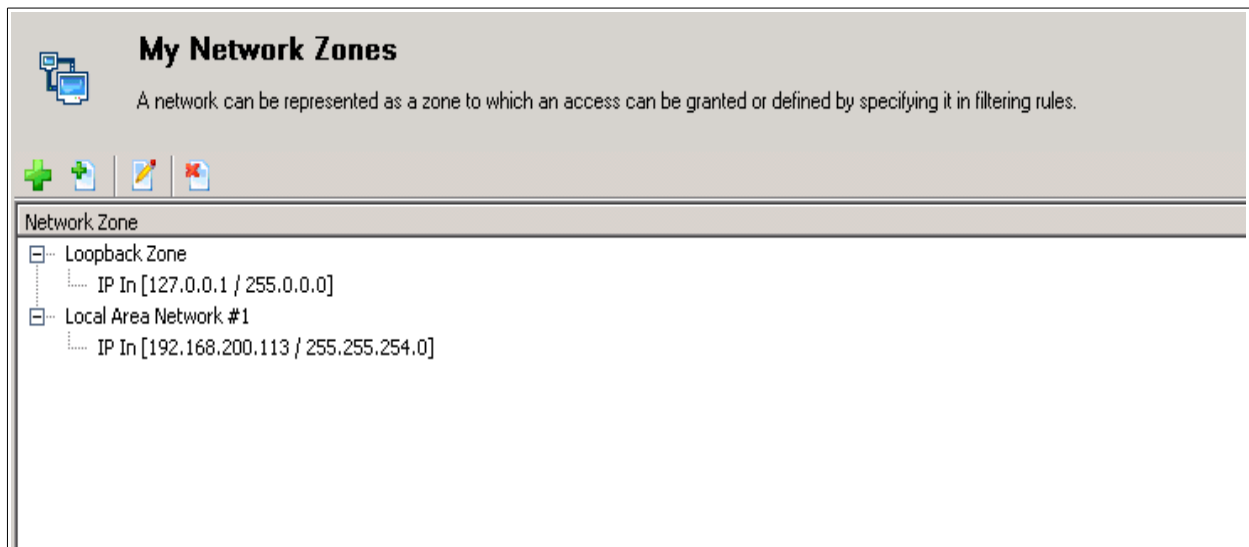 My Network Zones
A network can be represented as a zone to which an access can be granted or defined by specifying it in filtering rules.
Network Zone
Loopback Zone
IP In [127.0.0.1 / 255.0.0.0]
Local Area Network #1
IP In [192.168.200.113 / 255.255.254.0]